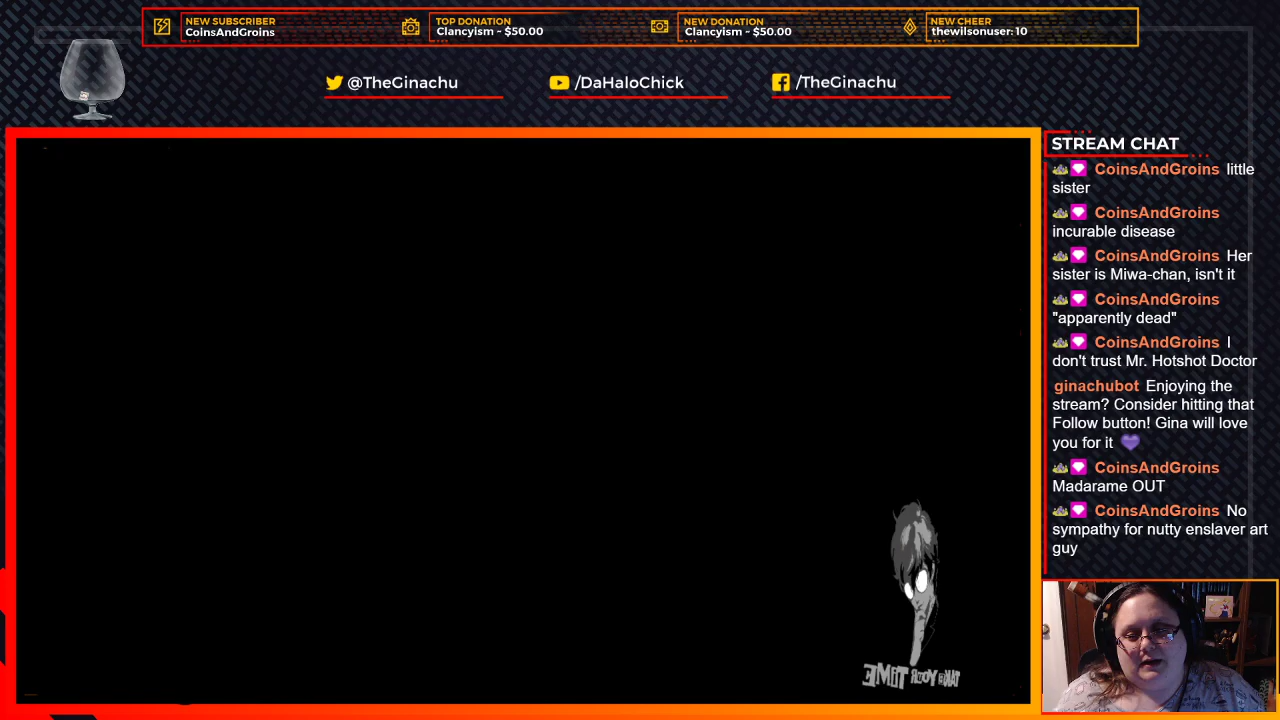 NEW SUBSCRIBER
CoinsAndGroins
TOP DONATION
Clancyism ~ $50.00
NEW DONATION
Clancyism ~ $50.00
NEW CHEER
thewilsonuser: 10
@TheGinachu
/DaHaloChick
/TheGinachu
STREAM CHAT
CoinsAndGroins little
sister
CoinsAndGroins
incurable disease
CoinsAndGroins Her
sister is Miwa-chan, isn't it
CoinsAndGroins
"apparently dead"
CoinsAndGroins I
don't trust Mr. Hotshot Doctor
ginachubot Enjoying the
stream? Consider hitting that
Follow button! Gina will love
you for it
CoinsAndGroins
Madarame OUT
CoinsAndGroins No
sympathy for nutty enslaver art
guy
TAKE YOUR TIME